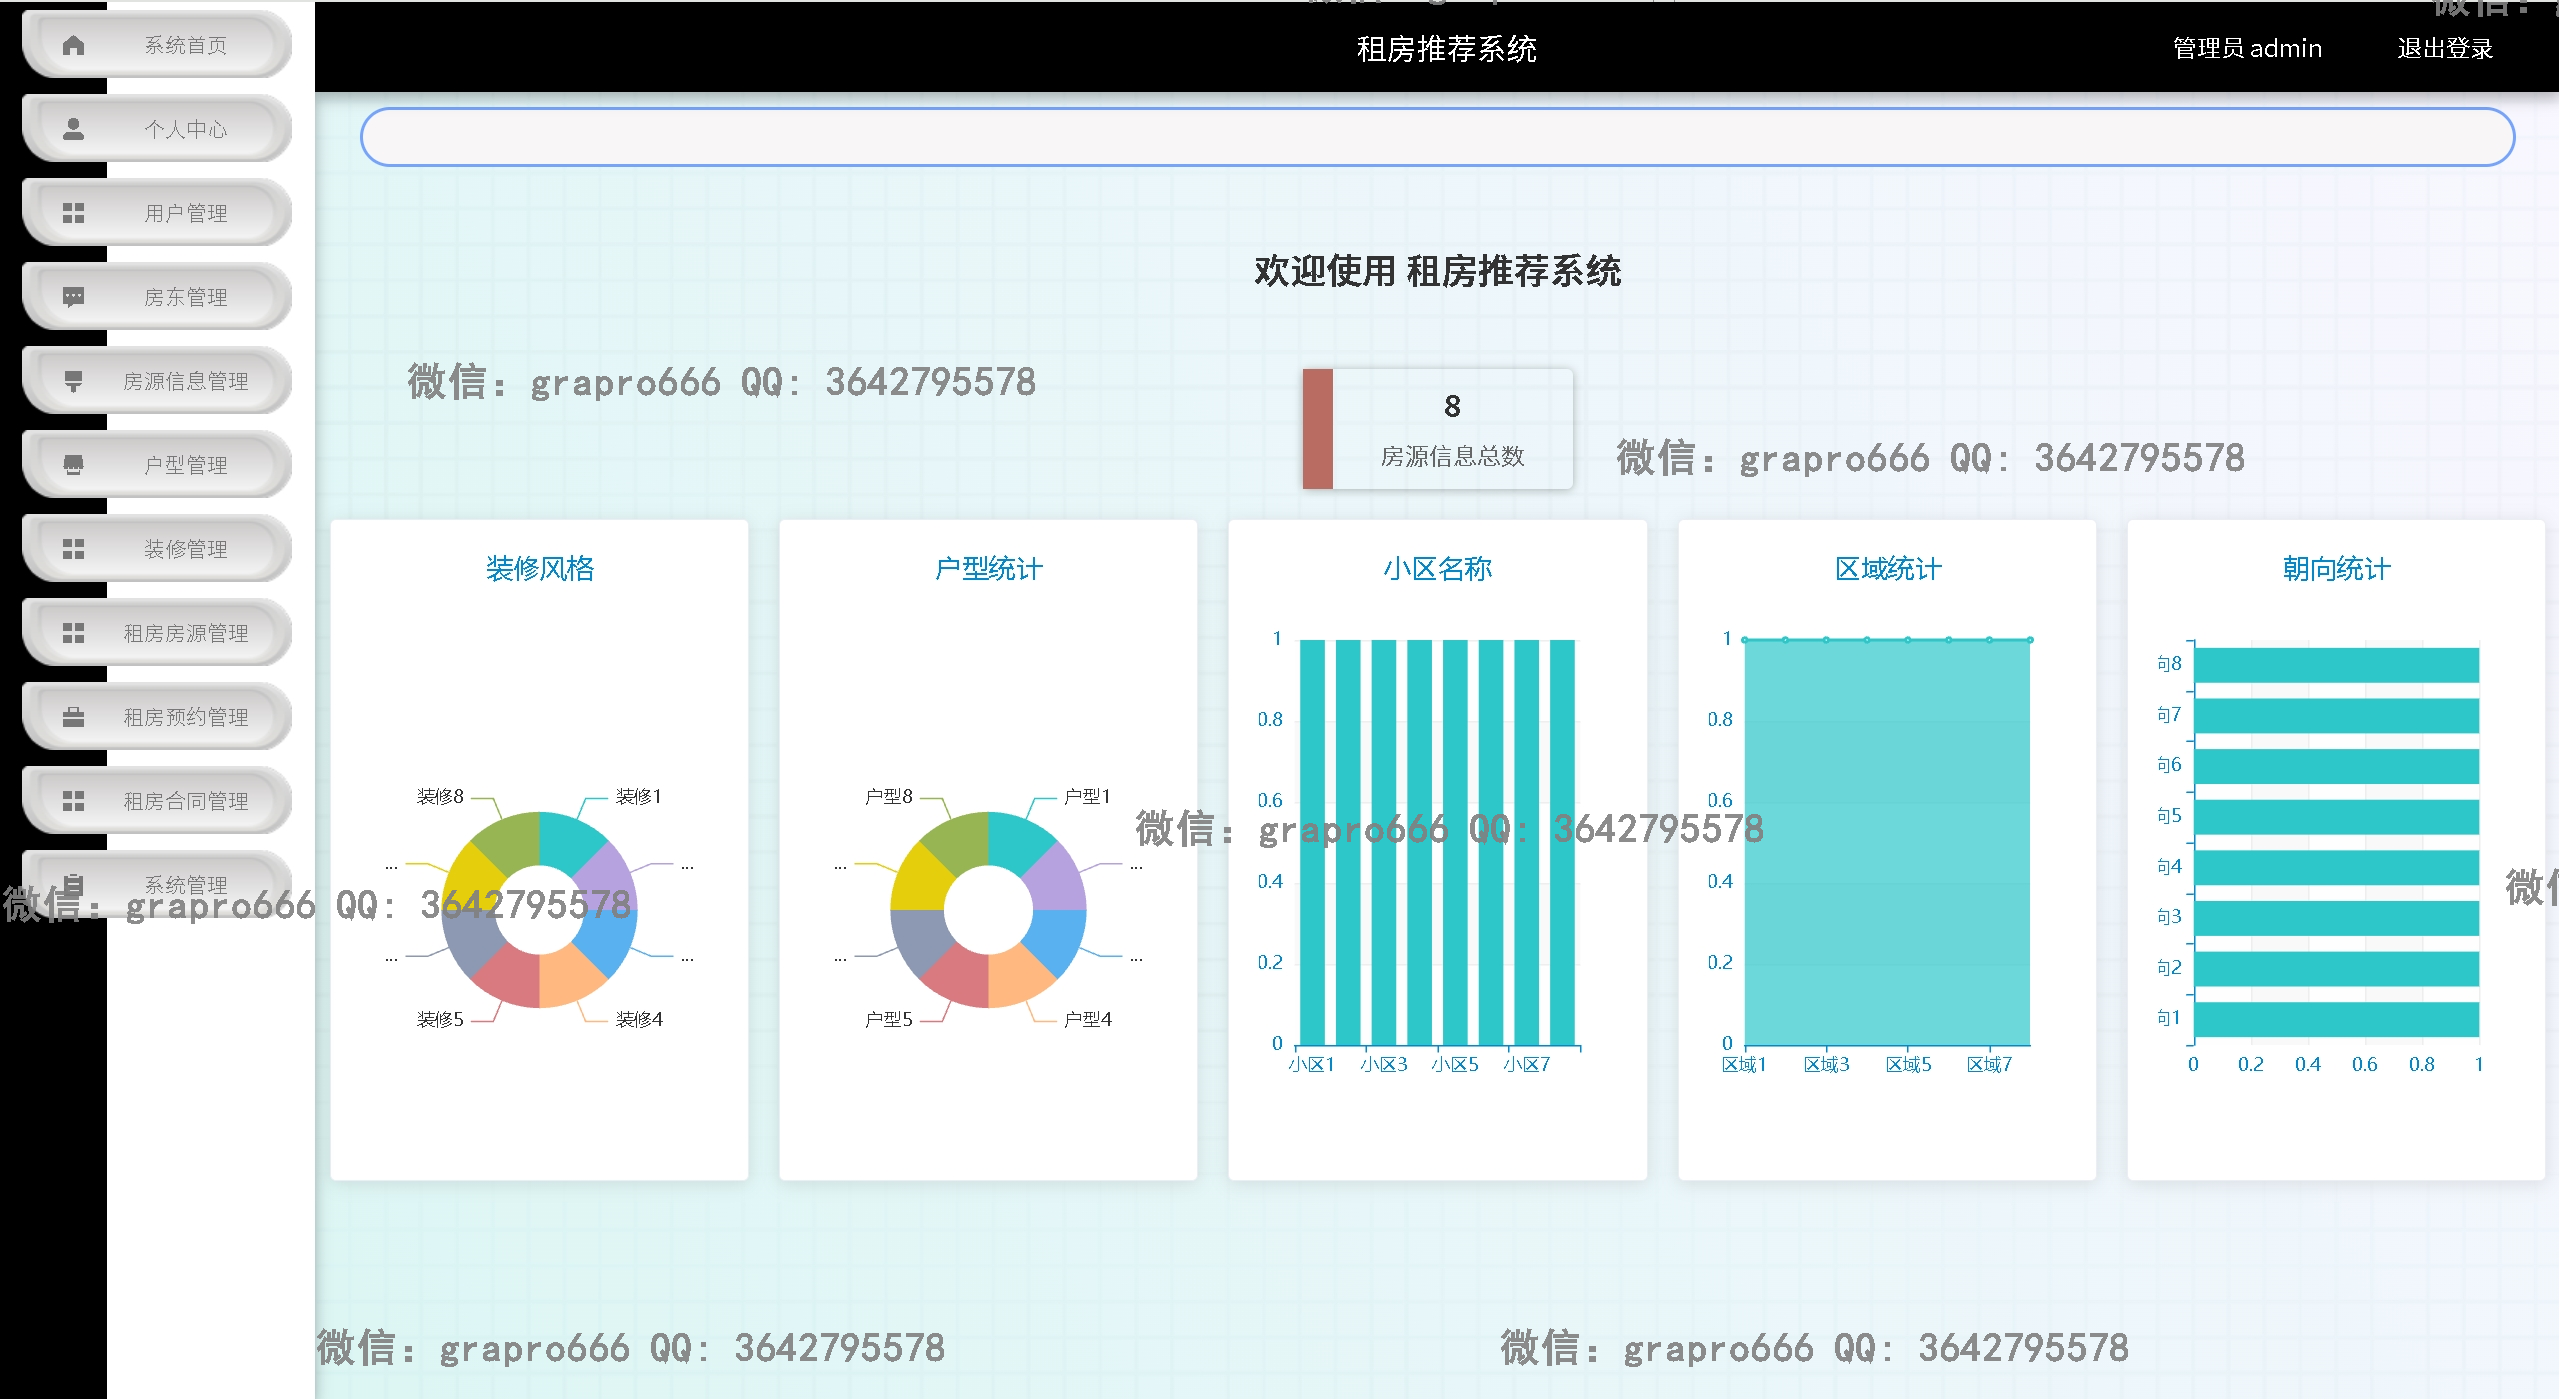 租房推荐系统
管理员 admin
退出登录
系统首页
个人中心
用户管理
房东管理
房源信息管理
户型管理
装修管理
租房房源管理
租房预约管理
租房合同管理
系统管理
欢迎使用 租房推荐系统
8
房源信息总数
微信：grapro666 QQ: 3642795578
微信：grapro666 QQ: 3642795578
装修风格
装修8
装修1
...
...
...
...
装修5
装修4
户型统计
户型8
户型1
...
...
...
...
户型5
户型4
小区名称
1
0.8
0.6
0.4
0.2
0
小区1 小区3 小区5 小区7
区域统计
1
0.8
0.6
0.4
0.2
0
区域1 区域3 区域5 区域7
朝向统计
向8
向7
向6
向5
向4
向3
向2
向1
0 0.2 0.4 0.6 0.8 1
微信：grapro666 QQ: 3642795578
微信：grapro666 QQ: 3642795578
微信
微信：grapro666 QQ: 3642795578
微信：grapro666 QQ: 3642795578